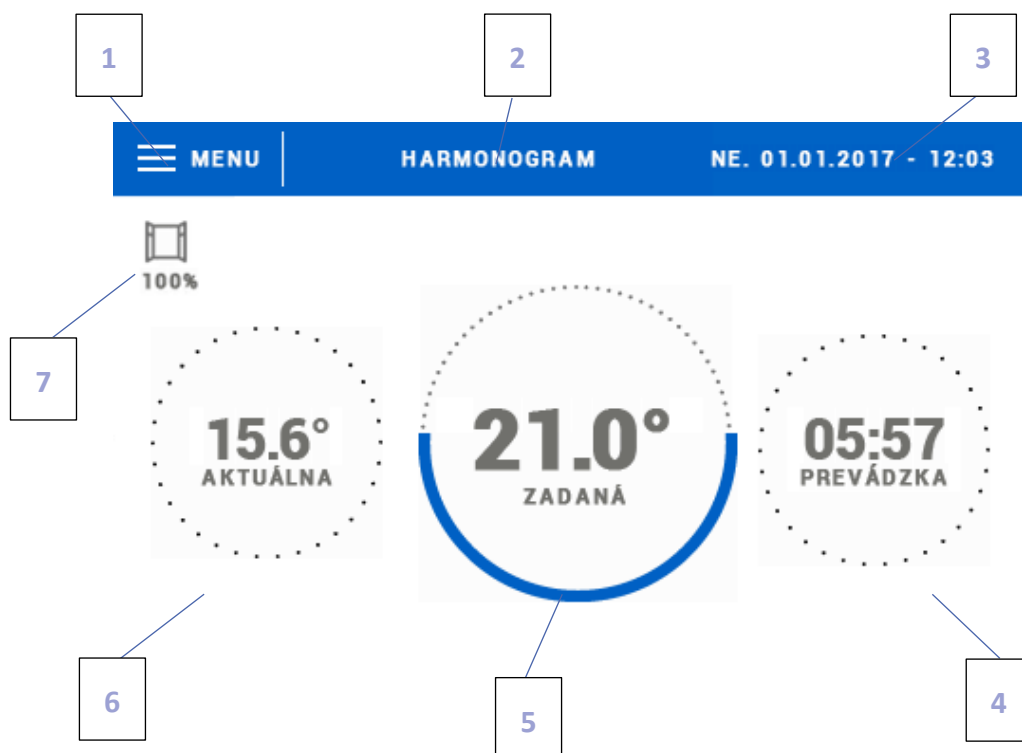 1
2
3
MENU
HARMONOGRAM
NE. 01.01.2017 - 12:03
100%
7
15.6°
AKTUÁLNA
21.0°
ZADANÁ
05:57
PREVÁDZKA
6
5
4